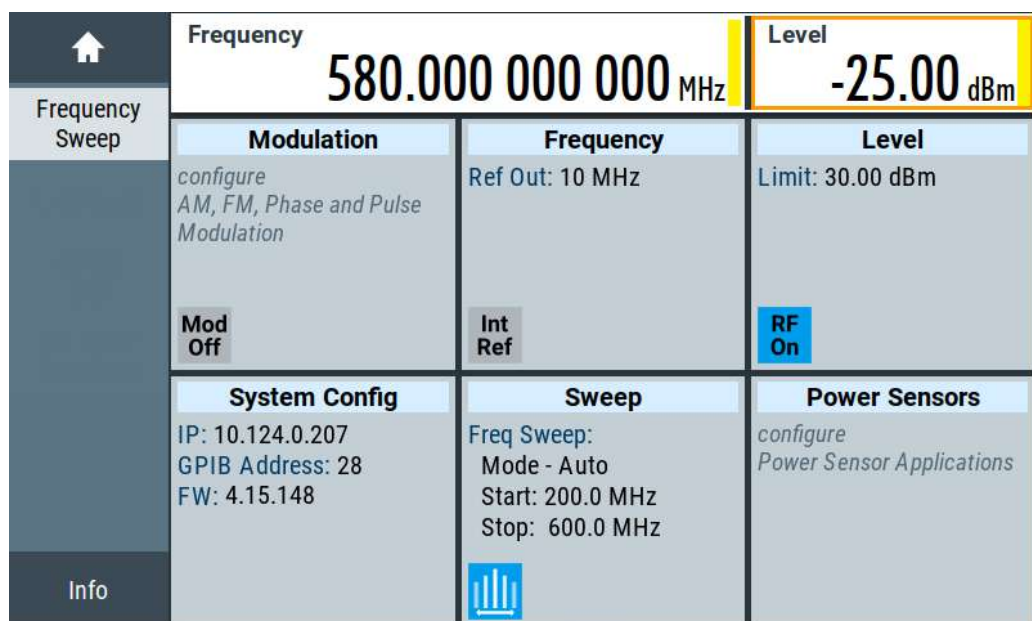 Frequency
580.000 000 000 MHz
Level
-25.00 dBm
Frequency
Sweep
Modulation
configure
AM, FM, Phase and Pulse
Modulation
Mod
Off
Frequency
Ref Out: 10 MHz
Int
Ref
Level
Limit: 30.00 dBm
RF
On
System Config
IP: 10.124.0.207
GPIB Address: 28
FW: 4.15.148
Sweep
Freq Sweep:
Mode - Auto
Start: 200.0 MHz
Stop: 600.0 MHz
Power Sensors
configure
Power Sensor Applications
Info